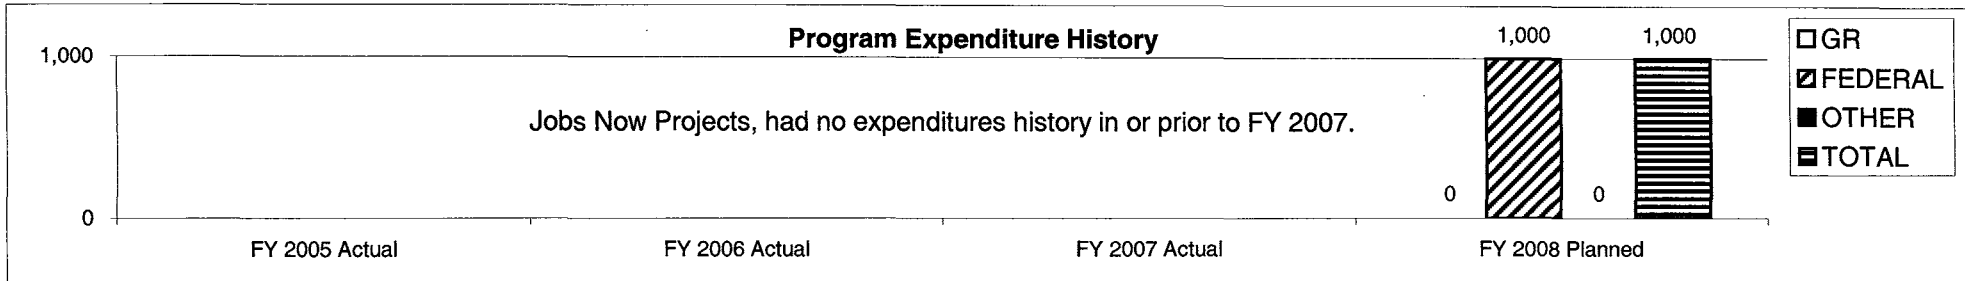 Program Expenditure History
1,000
1,000
1,000
Jobs Now Projects, had no expenditures history in or prior to FY 2007.
0
0
0
FY 2005 Actual
FY 2006 Actual
FY 2007 Actual
FY 2008 Planned
GR
FEDERAL
OTHER
TOTAL